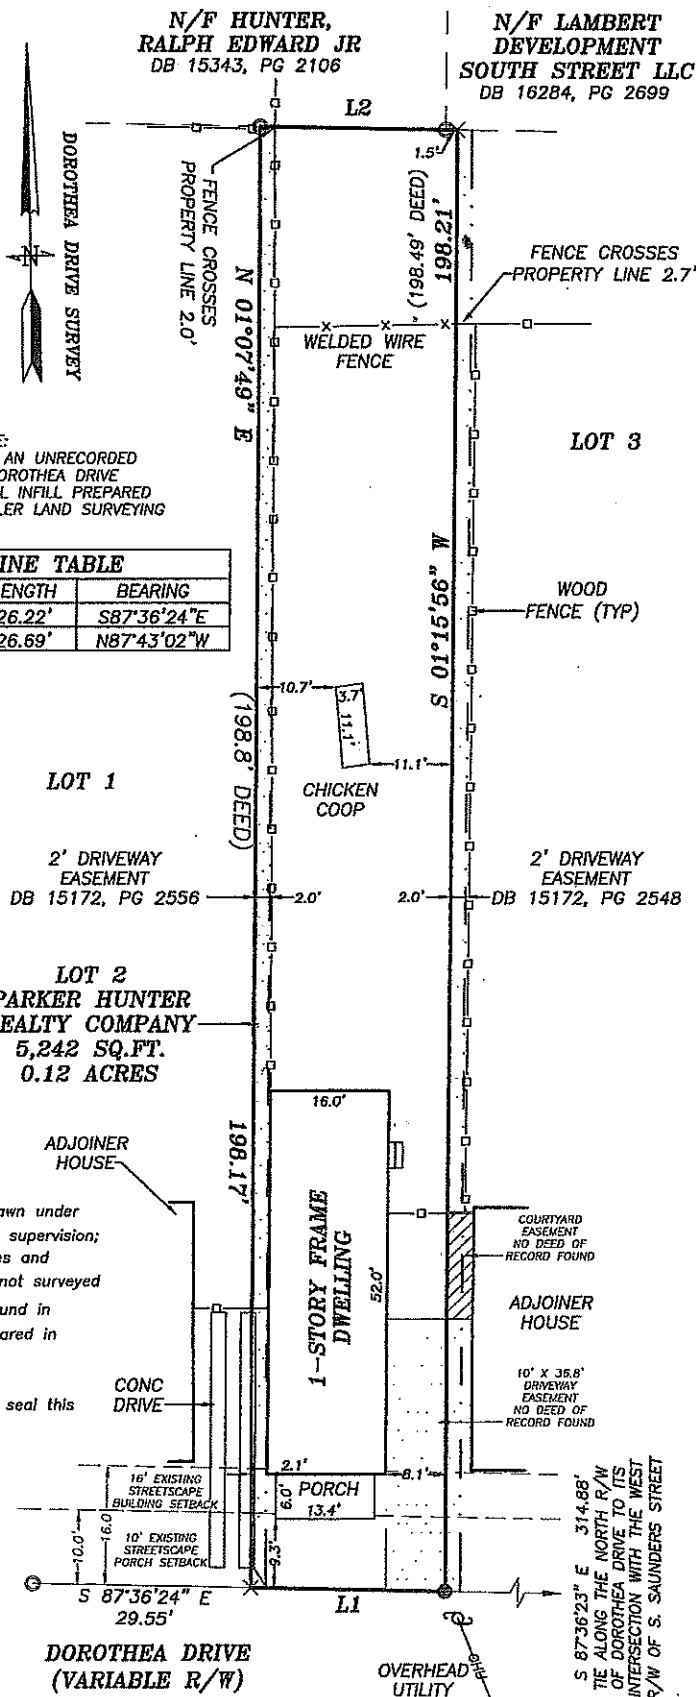 N/F HUNTER,
RALPH EDWARD JR
DB 15343, PG 2106
N/F LAMBERT
DEVELOPMENT
SOUTH STREET LLC
DB 16284, PG 2699
L2
1.5'
N
DOROTHEA DRIVE SURVEY
FENCE CROSSES
PROPERTY LINE 2.0'
(198.49' DEED)
198.21'
FENCE CROSSES
PROPERTY LINE 2.7'
WELDED WIRE
FENCE
N 01°07'49" E
LOT 3
AN UNRECORDED
OROTHEA DRIVE
L INFILL PREPARED
LER LAND SURVEYING
INE TABLE
ENGTH BEARING
26.22' S87°36'24"E
26.69' N87°43'02"W
S 01°15'56" W
WOOD
FENCE (TYP)
10.7'
3.7'
11.1'
11.1'
CHICKEN
COOP
(198.8' DEED)
LOT 1
2' DRIVEWAY
EASEMENT
DB 15172, PG 2556
2.0'
2.0'
2' DRIVEWAY
EASEMENT
DB 15172, PG 2548
LOT 2
PARKER HUNTER
EALTY COMPANY
5,242 SQ.FT.
0.12 ACRES
198.17'
16.0'
1-STORY FRAME
DWELLING
52.0'
ADJOINER
HOUSE
awn under
supervision;
es and
not surveyed
und in
ared in
seal this
COURTYARD
EASEMENT
NO DEED OF
RECORD FOUND
ADJOINER
HOUSE
10' X 36.8'
DRIVEWAY
EASEMENT
NO DEED OF
RECORD FOUND
CONC
DRIVE
2.1'
8.1'
6.0'
PORCH
13.4'
16' EXISTING
STREETSCAPE
BUILDING SETBACK
10' EXISTING
STREETSCAPE
PORCH SETBACK
10.0'
16.0'
9.3'
S 87°36'24" E
29.55'
L1
DOROTHEA DRIVE
(VARIABLE R/W)
OVERHEAD
UTILITY
S 87°36'23" E 314.88'
TIE ALONG THE NORTH R/W
OF DOROTHEA DRIVE TO ITS
INTERSECTION WITH THE WEST
R/W OF S. SAUNDERS STREET